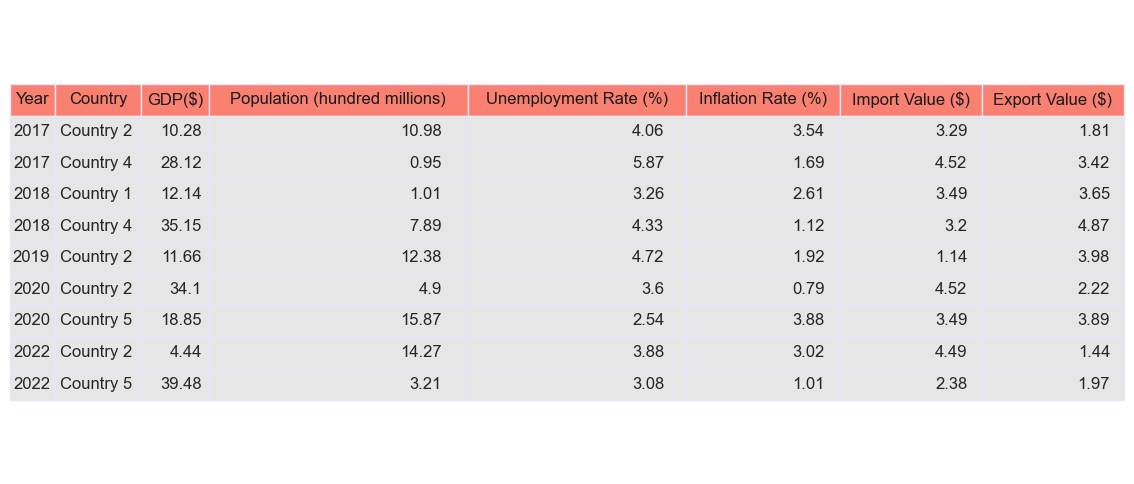 Year Country GDP($) Population (hundred millions) Unemployment Rate (%) Inflation Rate (%) Import Value ($) Export Value ($)
2017 Country 2 10.28 10.98 4.06 3.54 3.29 1.81
2017 Country 4 28.12 0.95 5.87 1.69 4.52 3.42
2018 Country 1 12.14 1.01 3.26 2.61 3.49 3.65
2018 Country 4 35.15 7.89 4.33 1.12 3.2 4.87
2019 Country 2 11.66 12.38 4.72 1.92 1.14 3.98
2020 Country 2 34.1 4.9 3.6 0.79 4.52 2.22
2020 Country 5 18.85 15.87 2.54 3.88 3.49 3.89
2022 Country 2 4.44 14.27 3.88 3.02 4.49 1.44
2022 Country 5 39.48 3.21 3.08 1.01 2.38 1.97